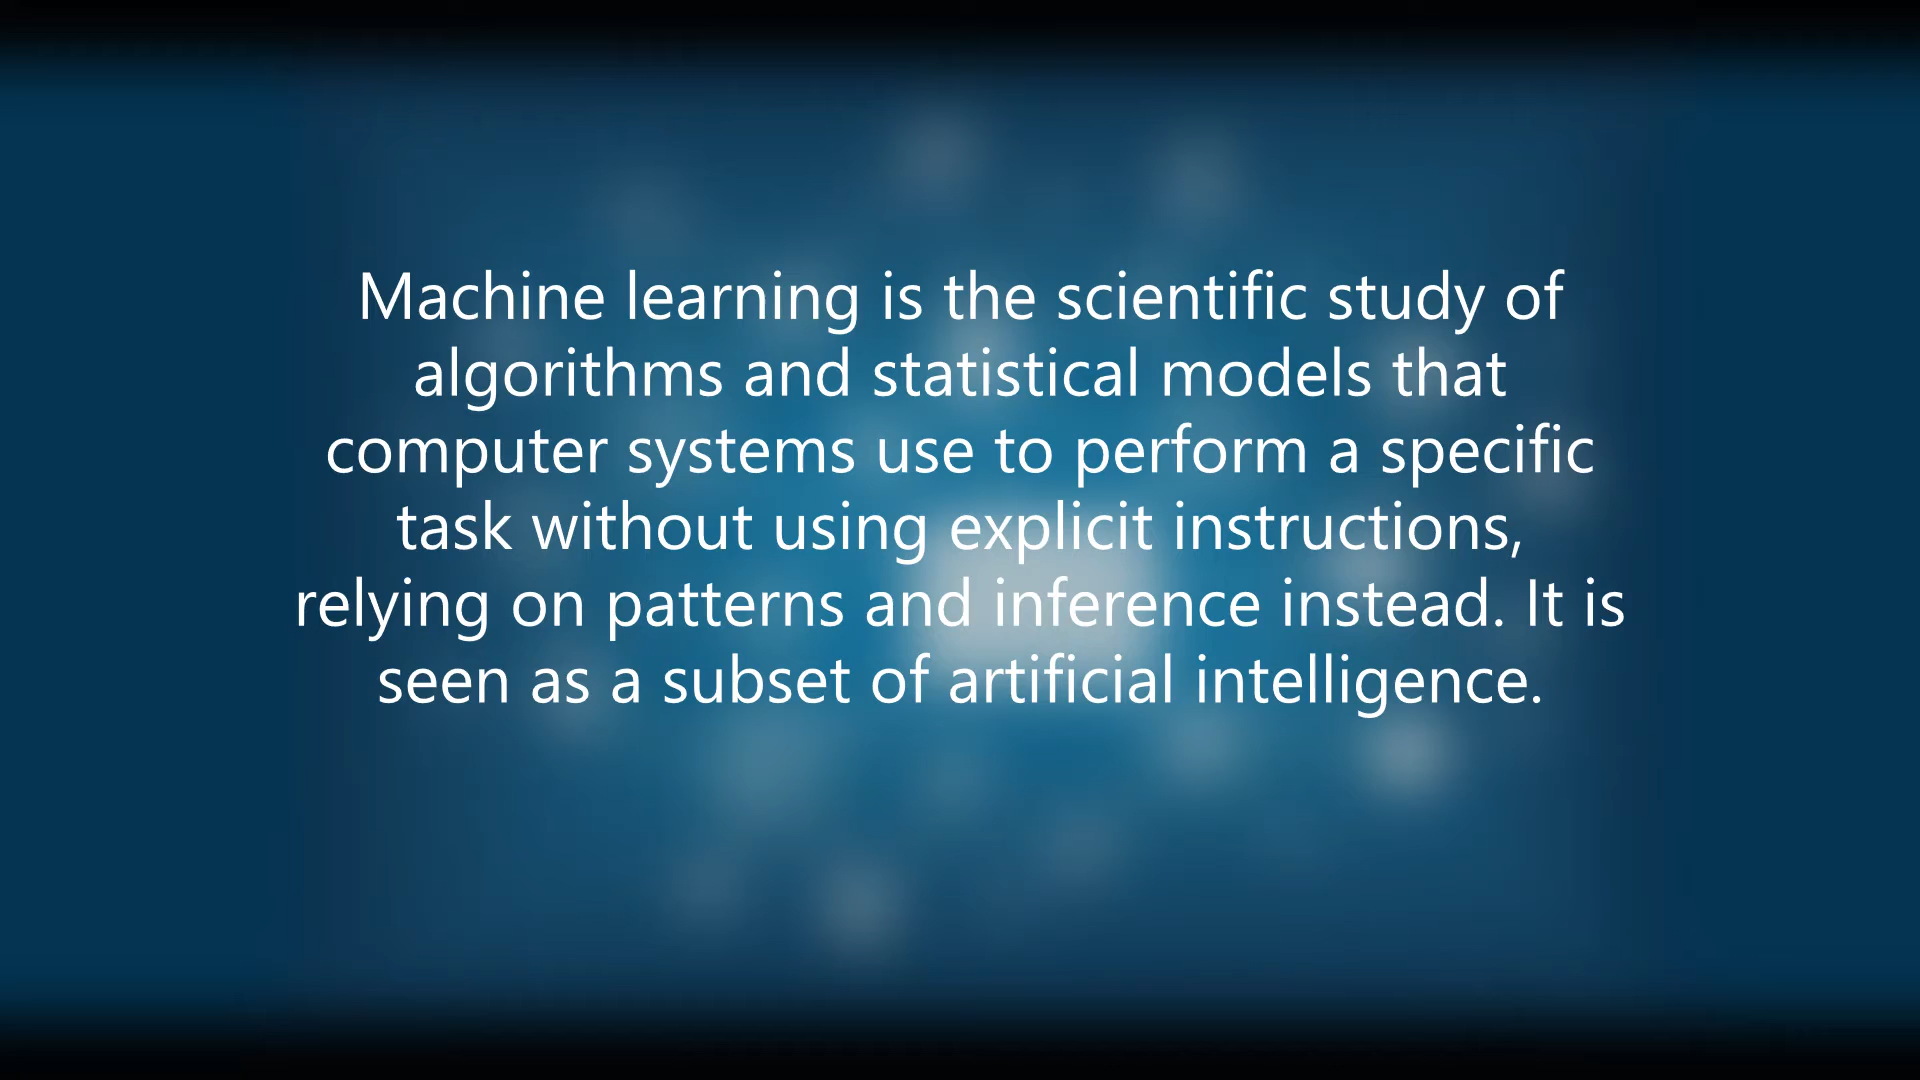 Machine learning is the scientific study of
algorithms and statistical models that
computer systems use to perform a specific
task without using explicit instructions,
relying on patterns and inference instead. It is
seen as a subset of artificial intelligence.